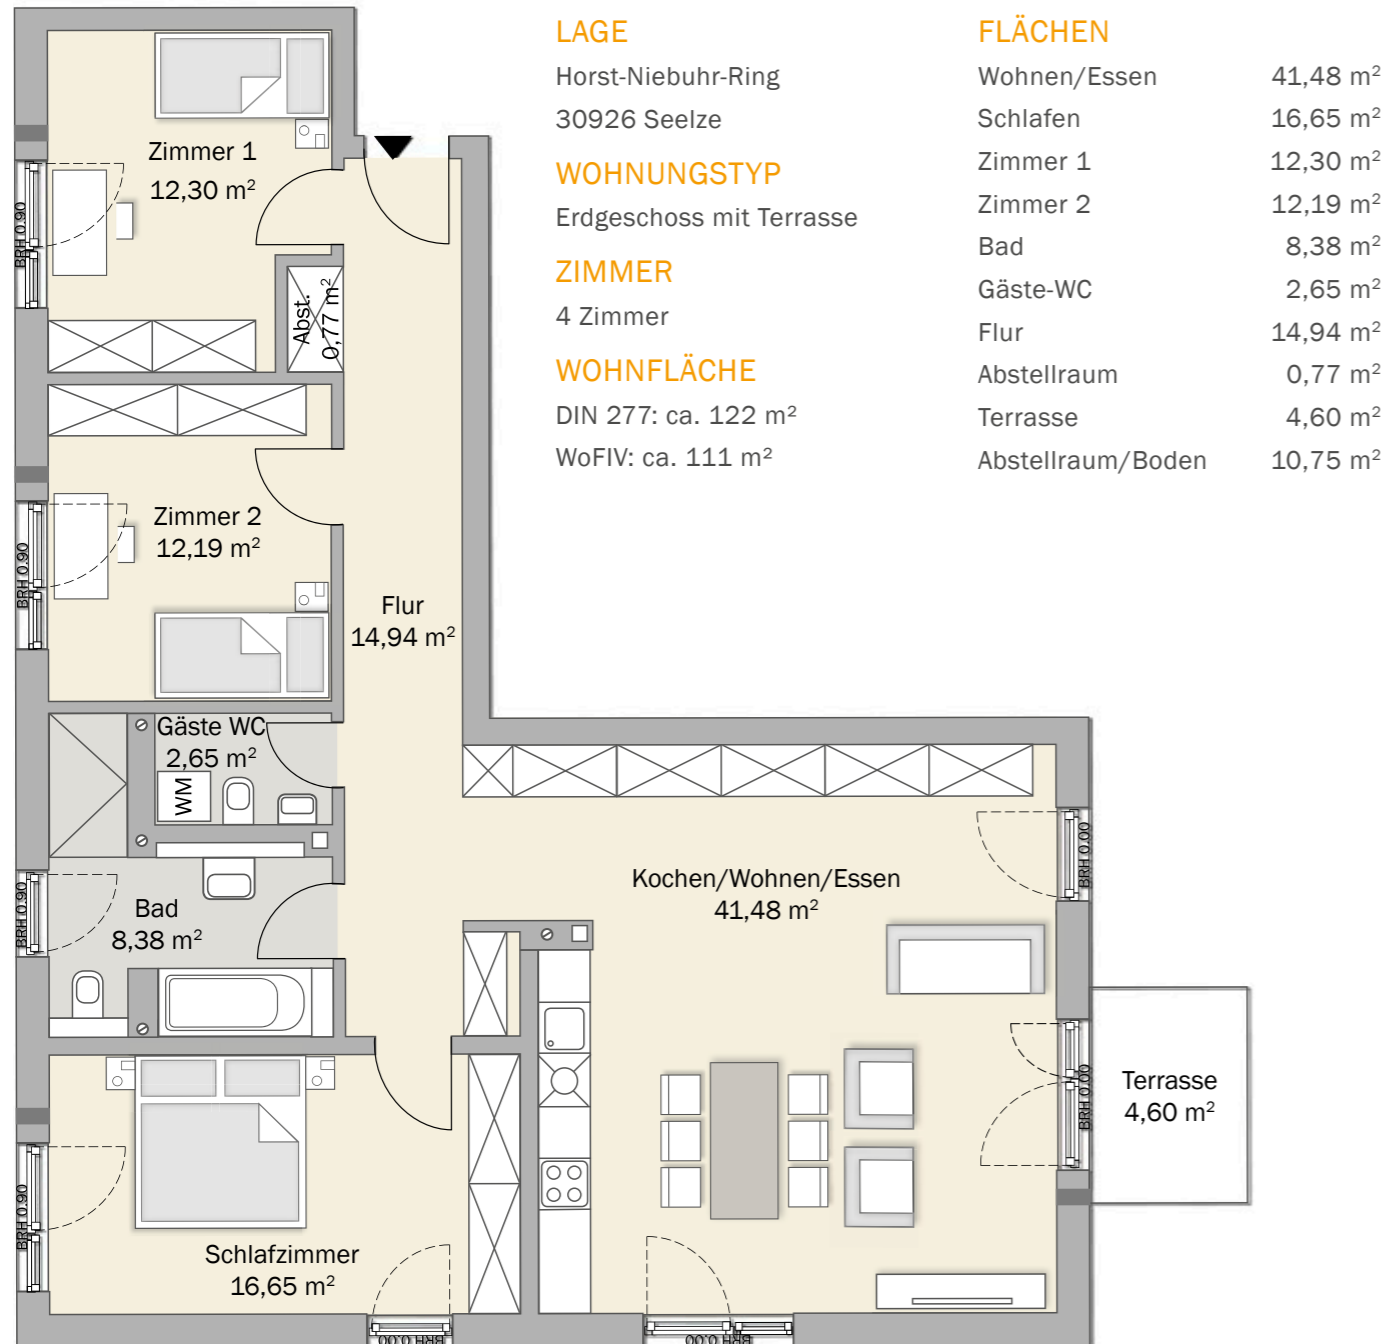 LAGE
Horst-Niebuhr-Ring
30926 Seelze
WOHNUNGSTYP
Erdgeschoss mit Terrasse
ZIMMER
4 Zimmer
WOHNFLÄCHE
DIN 277: ca. 122 m²
WoFIV: ca. 111 m²
FLÄCHEN
Wohnen/Essen 41,48 m²
Schlafen 16,65 m²
Zimmer 1 12,30 m²
Zimmer 2 12,19 m²
Bad 8,38 m²
Gäste-WC 2,65 m²
Flur 14,94 m²
Abstellraum 0,77 m²
Terrasse 4,60 m²
Abstellraum/Boden 10,75 m²
Zimmer 1
12,30 m²
BRH 0.90
Abst.
0,77 m²
Zimmer 2
12,19 m²
BRH 0.90
Flur
14,94 m²
Gäste WC
2,65 m²
WM
Bad
8,38 m²
BRH 0.90
Kochen/Wohnen/Essen
41,48 m²
BRH 0.00
BRH 0.00
Terrasse
4,60 m²
Schlafzimmer
16,65 m²
BRH 0.90
BRH 0.00
BRH 0.00